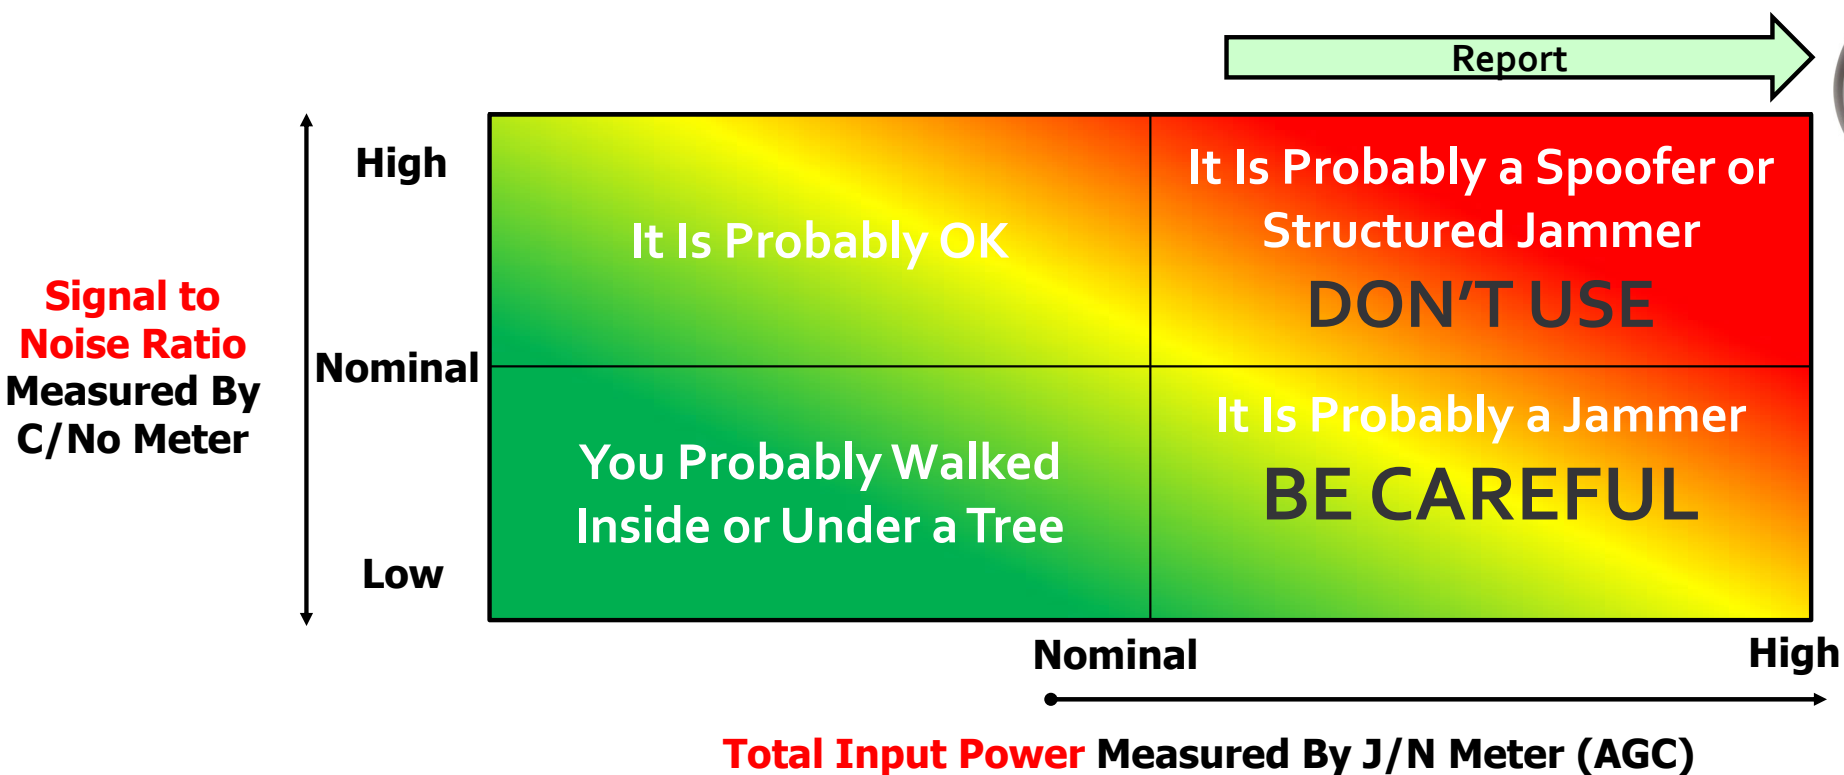 Report
High
It Is Probably a Spoofer or
Structured Jammer
DON'T USE
It Is Probably OK
Signal to
Noise Ratio
Measured By
C/No Meter
Nominal
It Is Probably a Jammer
BE CAREFUL
You Probably Walked
Inside or Under a Tree
Low
Nominal
High
Total Input Power Measured By J/N Meter (AGC)